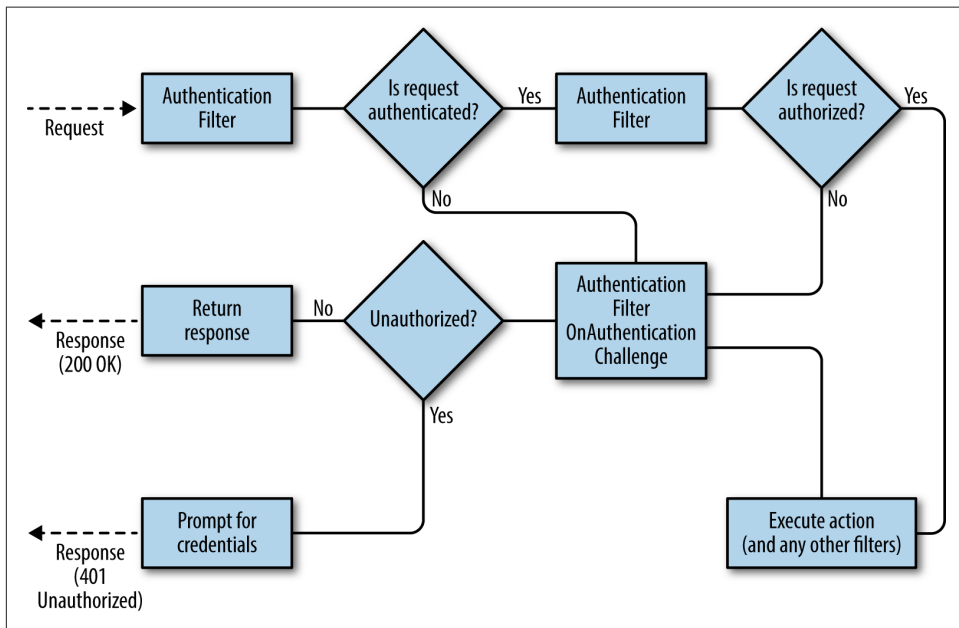 Request
Authentication
Filter
Is request
authenticated?
Yes
No
Authentication
Filter
Is request
authorized?
Yes
No
Response
(200 OK)
Return
response
No
Unauthorized?
Yes
Authentication
Filter
OnAuthentication
Challenge
Response
(401
Unauthorized)
Prompt for
credentials
Execute action
(and any other filters)